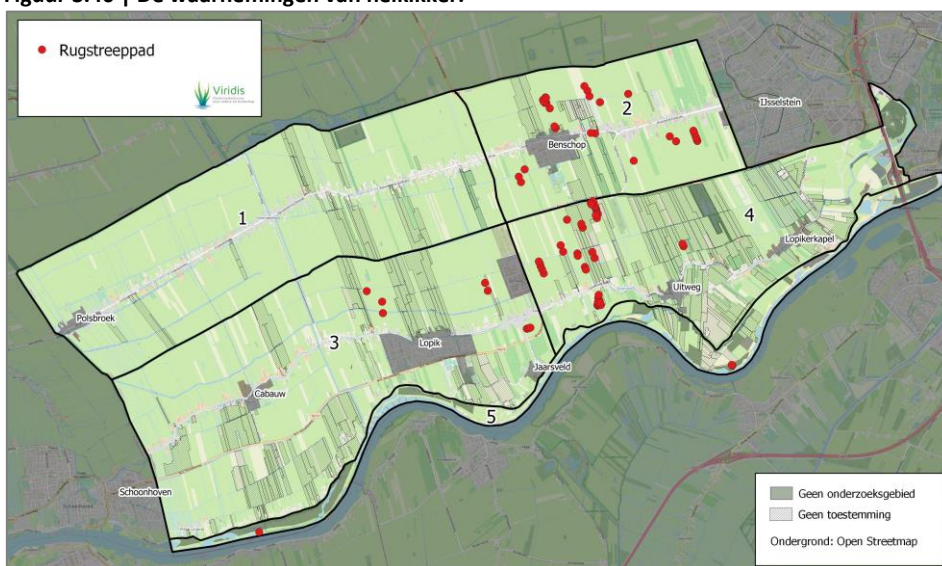 Rugstreeppad
Viridis
2
IJsselstein
Benschop
1
4
Lopikerkapel
Uitweg
Polsbroek
3
Lopik
Jaarsveld
Cabauw
5
Schoonhoven
Geen onderzoeksgebied
Geen toestemming
Ondergrond: Open Streetmap